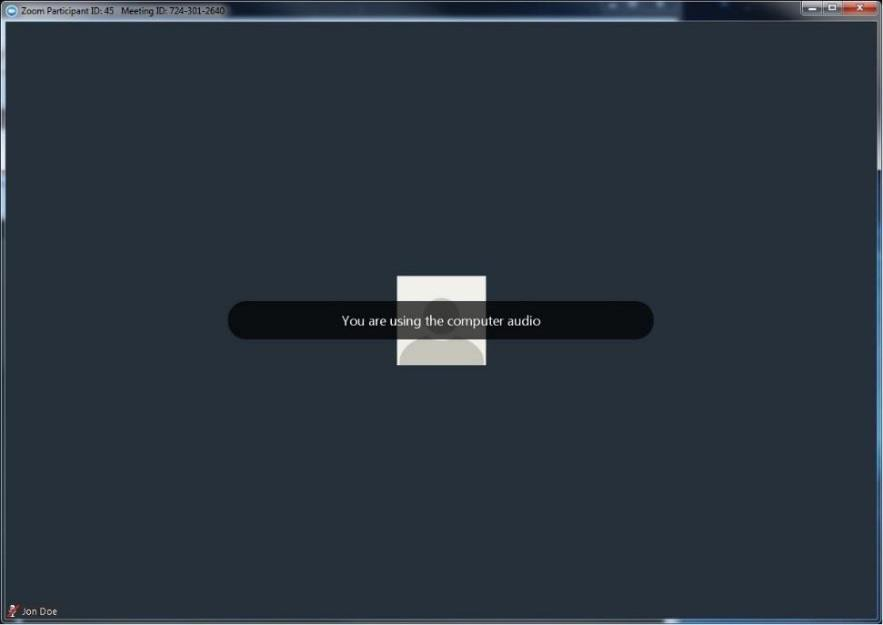 Zoom Participant ID: 45 Meeting ID: 724-301-2640
You are using the computer audio
Jon Doe